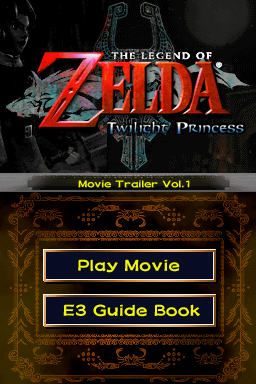 THE LEGEND OF
ZELDA
Twilight Princess
Movie Trailer Vol.1
Play Movie
E3 Guide Book